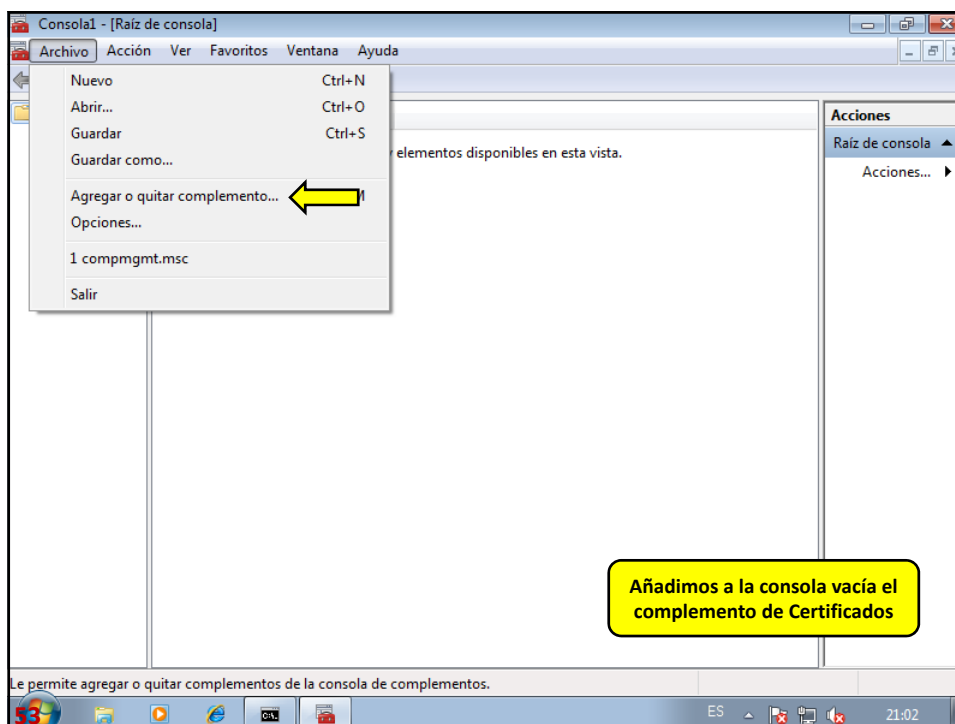 Consola1 - [Raíz de consola]
Archivo Acción Ver Favoritos Ventana Ayuda
Nuevo Ctrl+N
Abrir... Ctrl+O
Guardar Ctrl+S
Guardar como...
Agregar o quitar complemento... M
Opciones...
1 compmgmt.msc
Salir
elementos disponibles en esta vista.
Acciones
Raíz de consola
Acciones...
Añadimos a la consola vacía el
complemento de Certificados
Le permite agregar o quitar complementos de la consola de complementos.
53
C:\.
ES
21:02